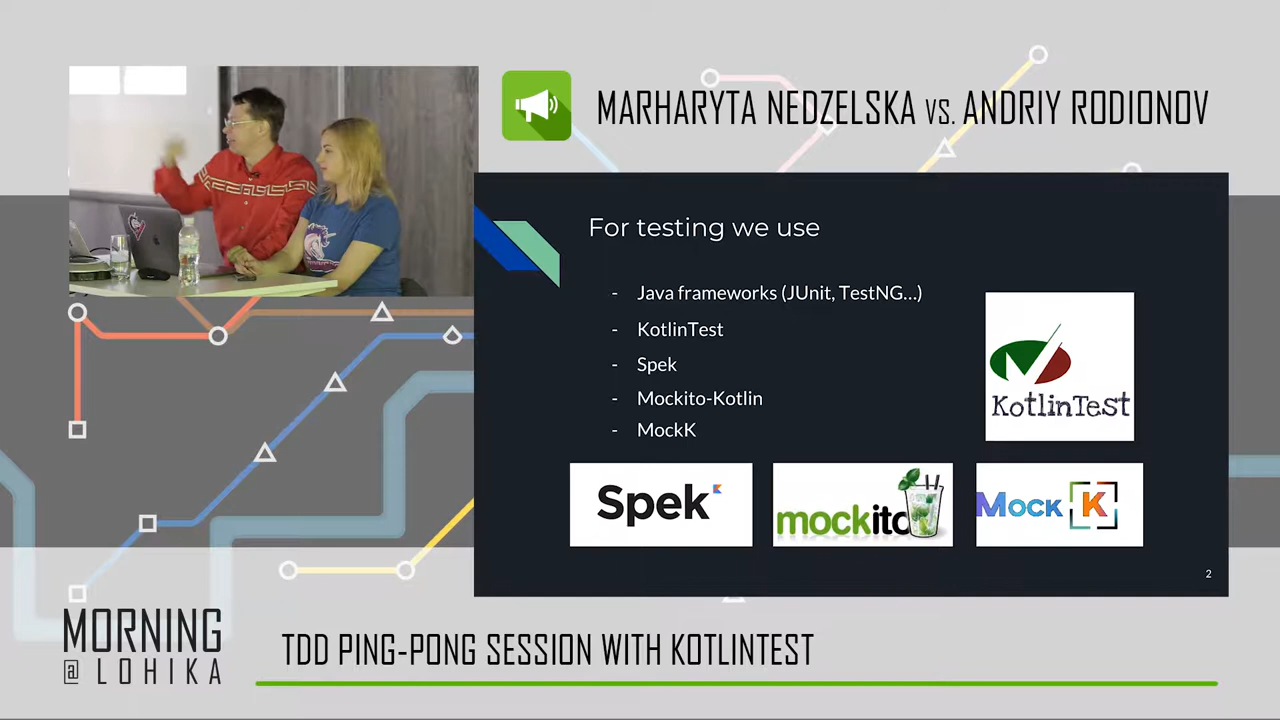 MARHARYTA NEDZELSKA VS. ANDRIY RODIONOV
For testing we use
- Java frameworks (JUnit, TestNG...)
- KotlinTest
- Spek
- Mockito-Kotlin
- MockK
KotlinTest
Spek
mockito
MOCK K
2
MORNING
@ LOHIKA
TDD PING-PONG SESSION WITH KOTLINTEST